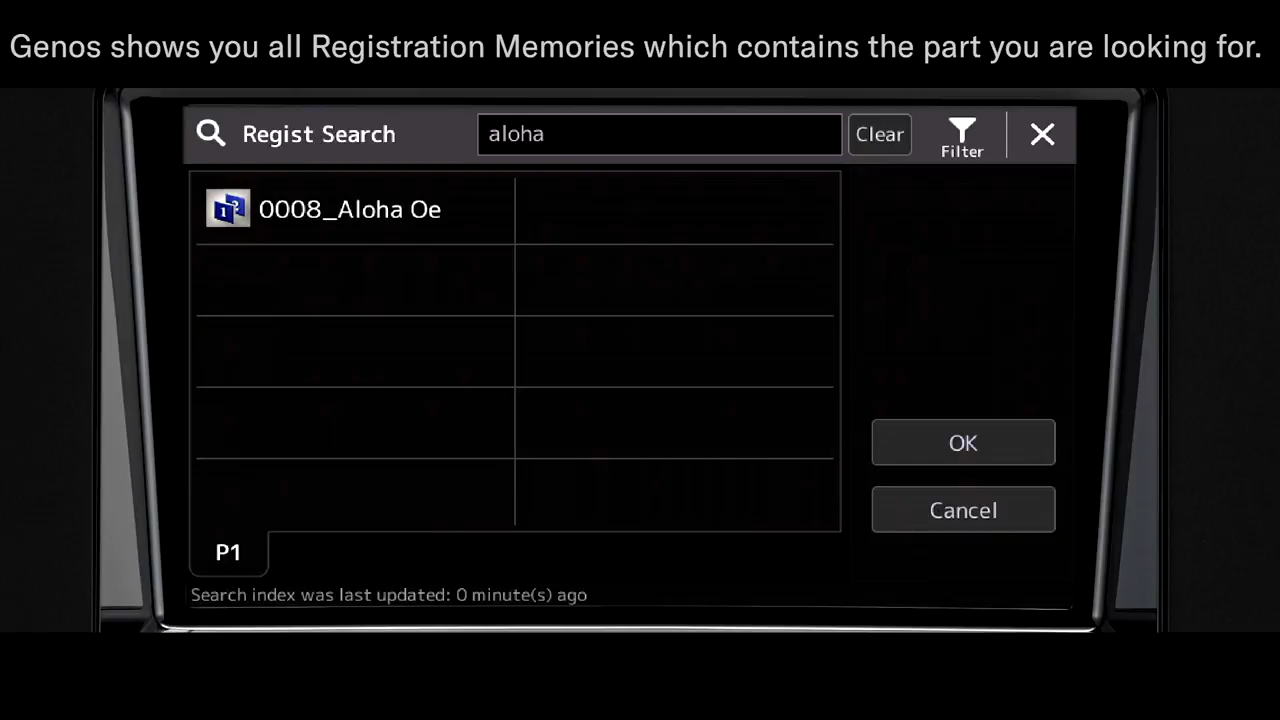 Genos shows you all Registration Memories which contains the part you are looking for.
Regist Search
aloha
Clear
Filter
0008_Aloha Oe
OK
Cancel
P1
Search index was last updated: 0 minute(s) ago